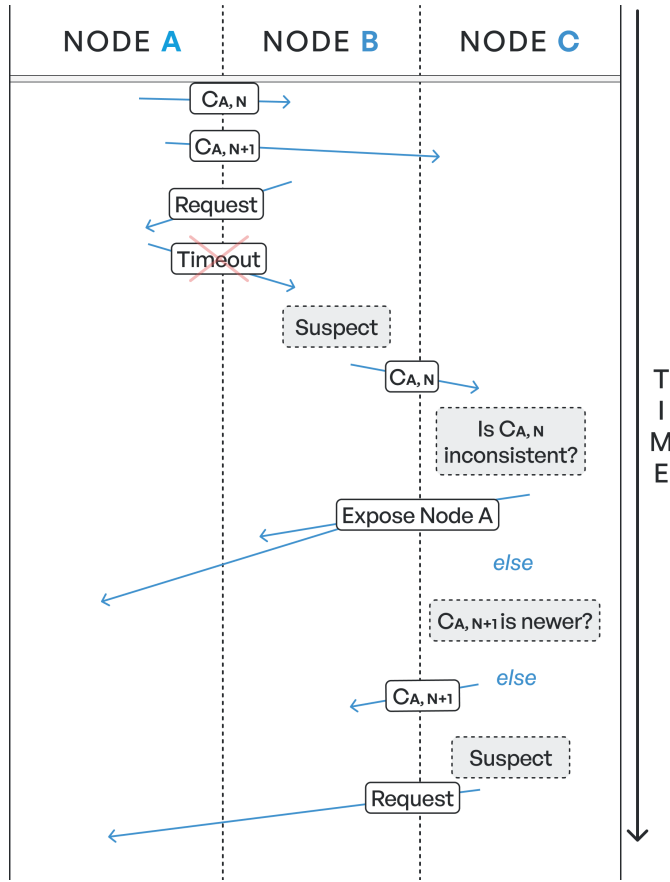 NODE A
NODE B
NODE C
CA, N
CA, N+1
Request
Timeout
Suspect
CA, N
Is CA, N
inconsistent?
Expose Node A
else
CA, N+1 is newer?
else
CA, N+1
Suspect
Request
T
I
M
E